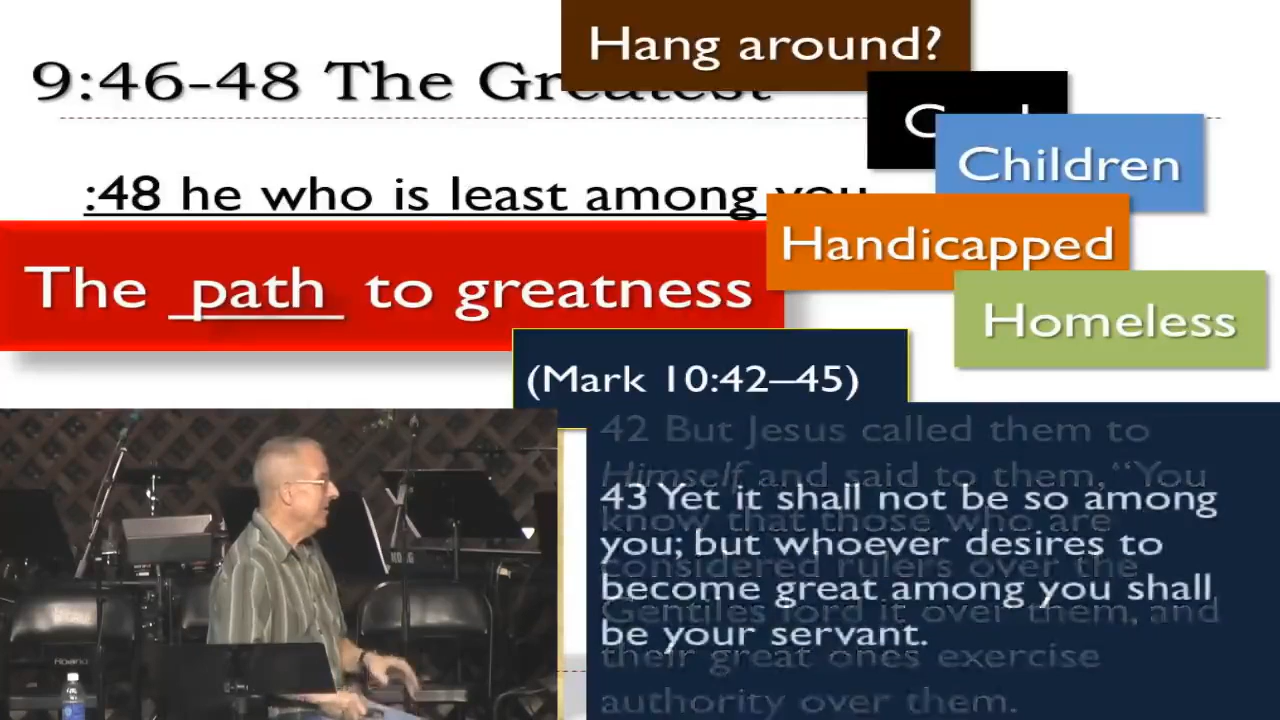 Hang around?
9:46-48 The Greatest
Children
:48 he who is least among you
Handicapped
The path to greatness
Homeless
(Mark 10:42–45)
42 But Jesus called them to
Himself and said to them, “You
know that those who are
considered rulers over the
Gentiles lord it over them, and
their great ones exercise
authority over them.
43 Yet it shall not be so among
you; but whoever desires to
become great among you shall
be your servant.
Roland
KORG